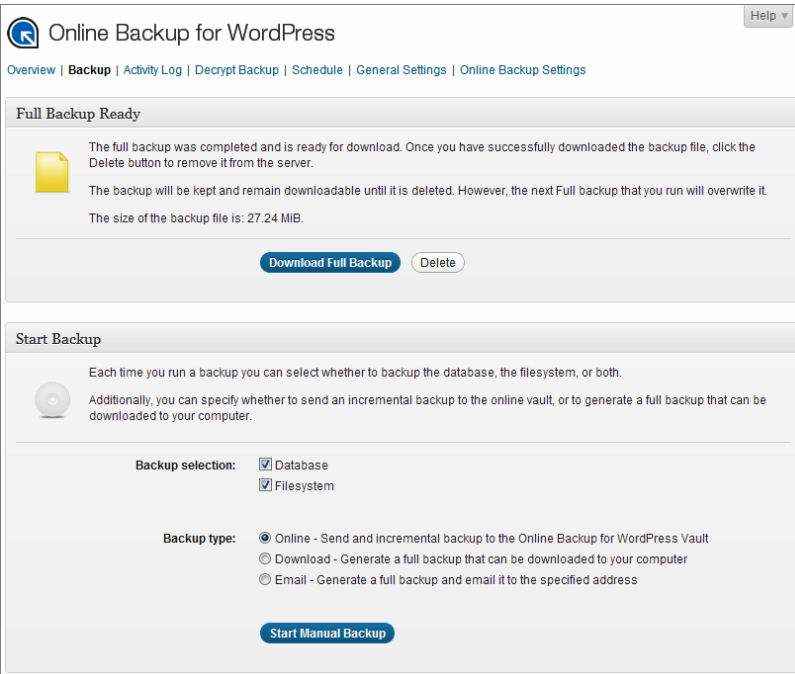 Help ▼
Online Backup for WordPress
Overview | Backup | Activity Log | Decrypt Backup | Schedule | General Settings | Online Backup Settings
Full Backup Ready
The full backup was completed and is ready for download. Once you have successfully downloaded the backup file, click the
Delete button to remove it from the server.
The backup will be kept and remain downloadable until it is deleted. However, the next Full backup that you run will overwrite it.
The size of the backup file is: 27.24 MiB.
Download Full Backup Delete
Start Backup
Each time you run a backup you can select whether to backup the database, the filesystem, or both.
Additionally, you can specify whether to send an incremental backup to the online vault, or to generate a full backup that can be
downloaded to your computer.
Backup selection: Database
Filesystem
Backup type: Online - Send and incremental backup to the Online Backup for WordPress Vault
Download - Generate a full backup that can be downloaded to your computer
Email - Generate a full backup and email it to the specified address
Start Manual Backup